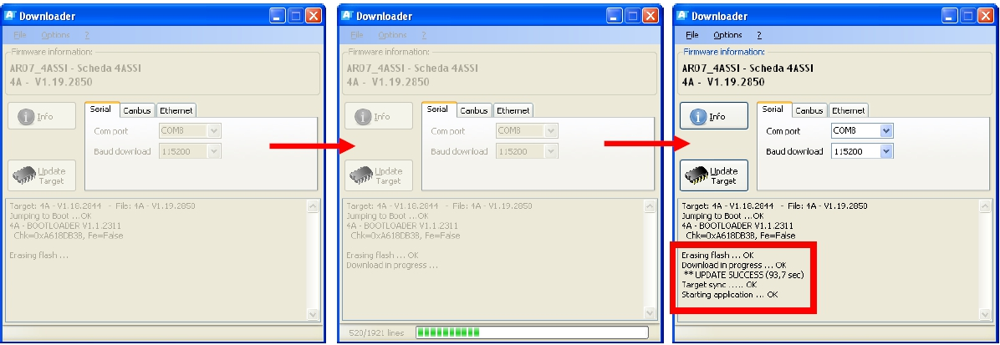 Downloader
File Options ?
Firmware information:
AR07_4ASSI - Scheda 4ASSI
4A - V1.19.2850
Info
Serial Canbus Ethernet
Com port COM8
Baud download 115200
Update
Target
Target: 4A - V1.18.2844 - File: 4A - V1.19.2850
Jumping to Boot ...OK
4A - BOOTLOADER V1.1.2311
Chk=0xA618DB3B, Fe=False
Erasing flash ...
Downloader
File Options ?
Firmware information:
AR07_4ASSI - Scheda 4ASSI
4A - V1.19.2850
Info
Serial Canbus Ethernet
Com port COM8
Baud download 115200
Update
Target
Target: 4A - V1.18.2844 - File: 4A - V1.19.2850
Jumping to Boot ...OK
4A - BOOTLOADER V1.1.2311
Chk=0xA618DB3B, Fe=False
Erasing flash ... OK
Download in progress ...
520/1921 lines
Downloader
File Options ?
Firmware information:
AR07_4ASSI - Scheda 4ASSI
4A - V1.19.2850
Info
Serial Canbus Ethernet
Com port COM8
Baud download 115200
Update
Target
Target: 4A - V1.18.2844 - File: 4A - V1.19.2850
Jumping to Boot ...OK
4A - BOOTLOADER V1.1.2311
Chk=0xA618DB3B, Fe=False
Erasing flash ... OK
Download in progress ... OK
** UPDATE SUCCESS (93,7 sec)
Target sync ..... OK
Starting application ... OK